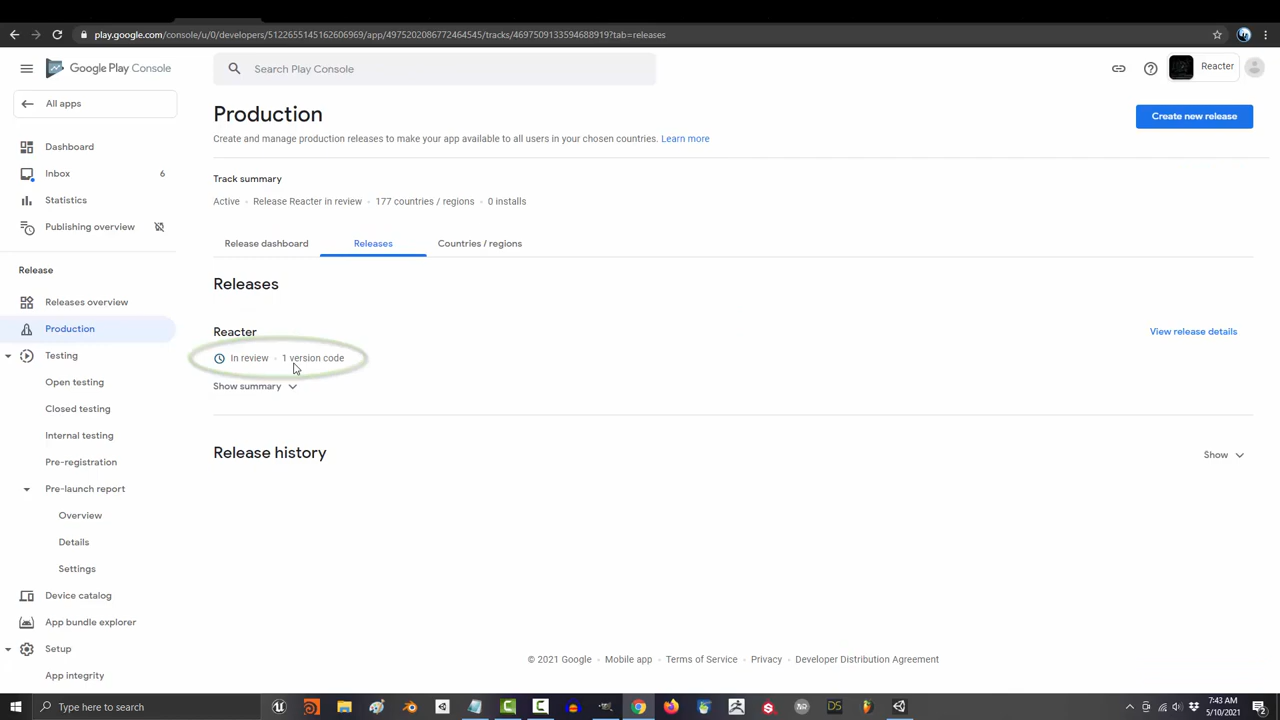 play.google.com/console/u/0/developers/5122655145162606969/app/4975202086772464545/tracks/4697509133594688919?tab=releases
Google Play Console
Search Play Console
Reacter
All apps
Production
Create new release
Create and manage production releases to make your app available to all users in your chosen countries. Learn more
Dashboard
Inbox 6
Statistics
Publishing overview
Track summary
Active · Release Reacter in review · 177 countries / regions · 0 installs
Release dashboard Releases Countries / regions
Release
Releases overview
Production
Testing
Open testing
Closed testing
Internal testing
Pre-registration
Pre-launch report
Overview
Details
Settings
Device catalog
App bundle explorer
Setup
App integrity
Releases
Reacter
View release details
In review · 1 version code
Show summary
Release history
Show
© 2021 Google · Mobile app · Terms of Service · Privacy · Developer Distribution Agreement
Type here to search
DS
7:43 AM
5/10/2021
2